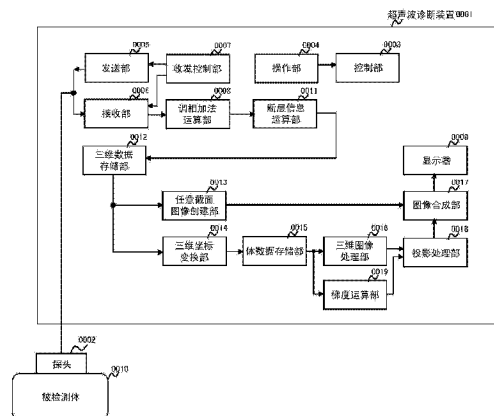 超声波诊断装置0001
0005
发送部
0007
收发控制部
0004
操作部
0003
控制部
0006
接收部
0008
调相加法
运算部
0011
断层信息
运算部
0012
三维数据
存储部
0009
显示器
0013
任意截面
图像创建部
0017
图像合成部
0014
三维坐标
变换部
0015
体数据存储部
0016
三维图像
处理部
0018
投影处理部
0019
梯度运算部
0002
探头
0010
被检测体